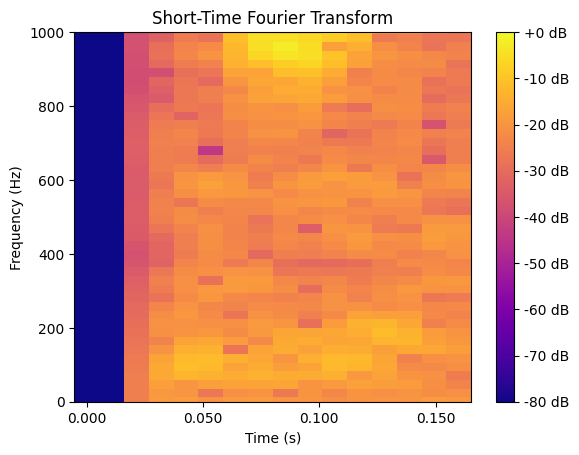 Short-Time Fourier Transform
1000
800
600
400
200
0
Frequency (Hz)
0.000
0.050
0.100
0.150
Time (s)
+0 dB
-10 dB
-20 dB
-30 dB
-40 dB
-50 dB
-60 dB
-70 dB
-80 dB